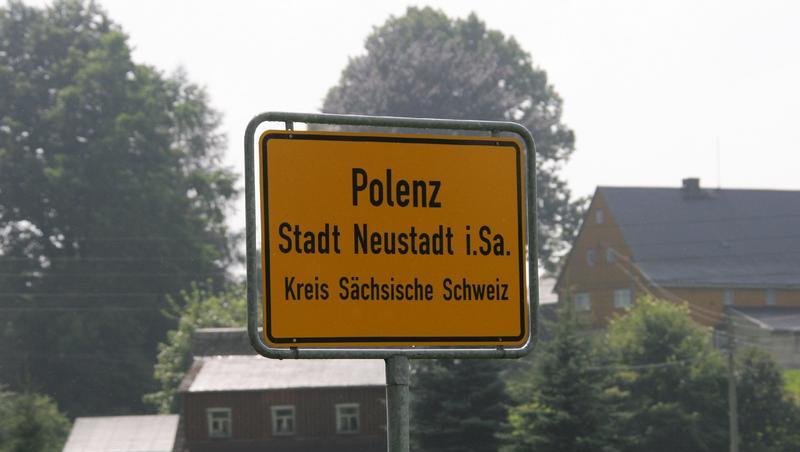 Polenz
Stadt Neustadt i.Sa.
Kreis Sächsische Schweiz